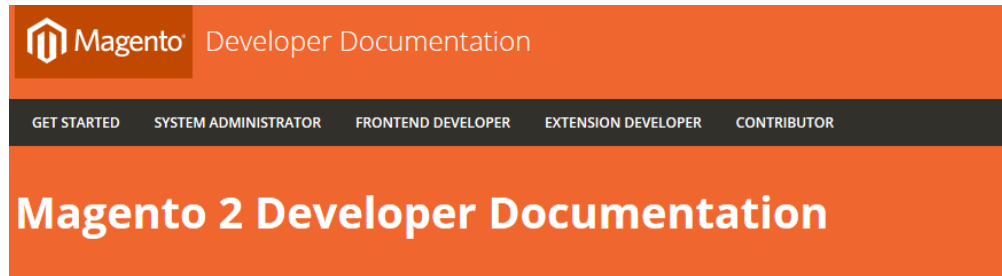 Magento® Developer Documentation
GET STARTED SYSTEM ADMINISTRATOR FRONTEND DEVELOPER EXTENSION DEVELOPER CONTRIBUTOR
Magento 2 Developer Documentation